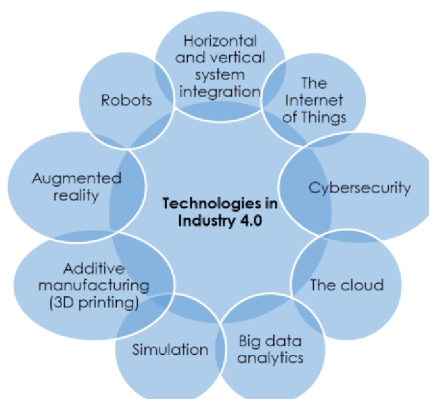 Horizontal
and vertical
system
integration
The
Internet
of Things
Cybersecurity
The cloud
Big data
analytics
Simulation
Additive
manufacturing
(3D printing)
Augmented
reality
Robots
Technologies in
Industry 4.0